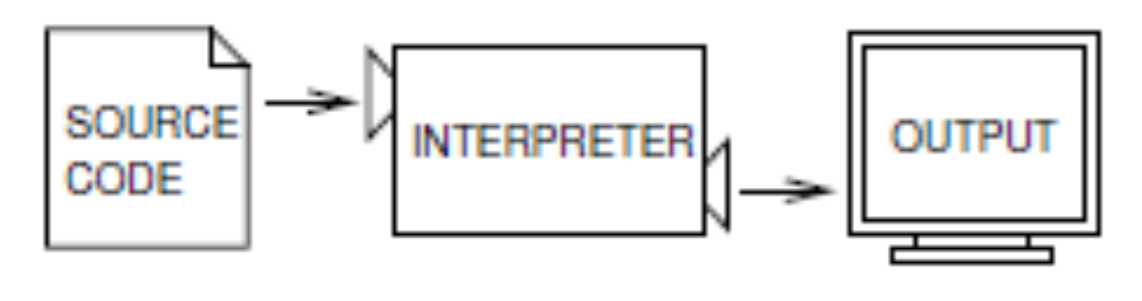 SOURCE
CODE
INTERPRETER
OUTPUT